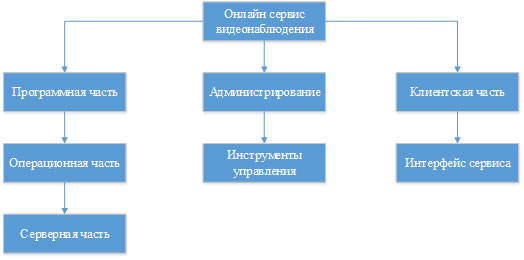 Онлайн сервис
видеонаблюдения
Программная часть
Администрирование
Клиентская часть
Операционная часть
Инструменты
управления
Интерфейс сервиса
Серверная часть